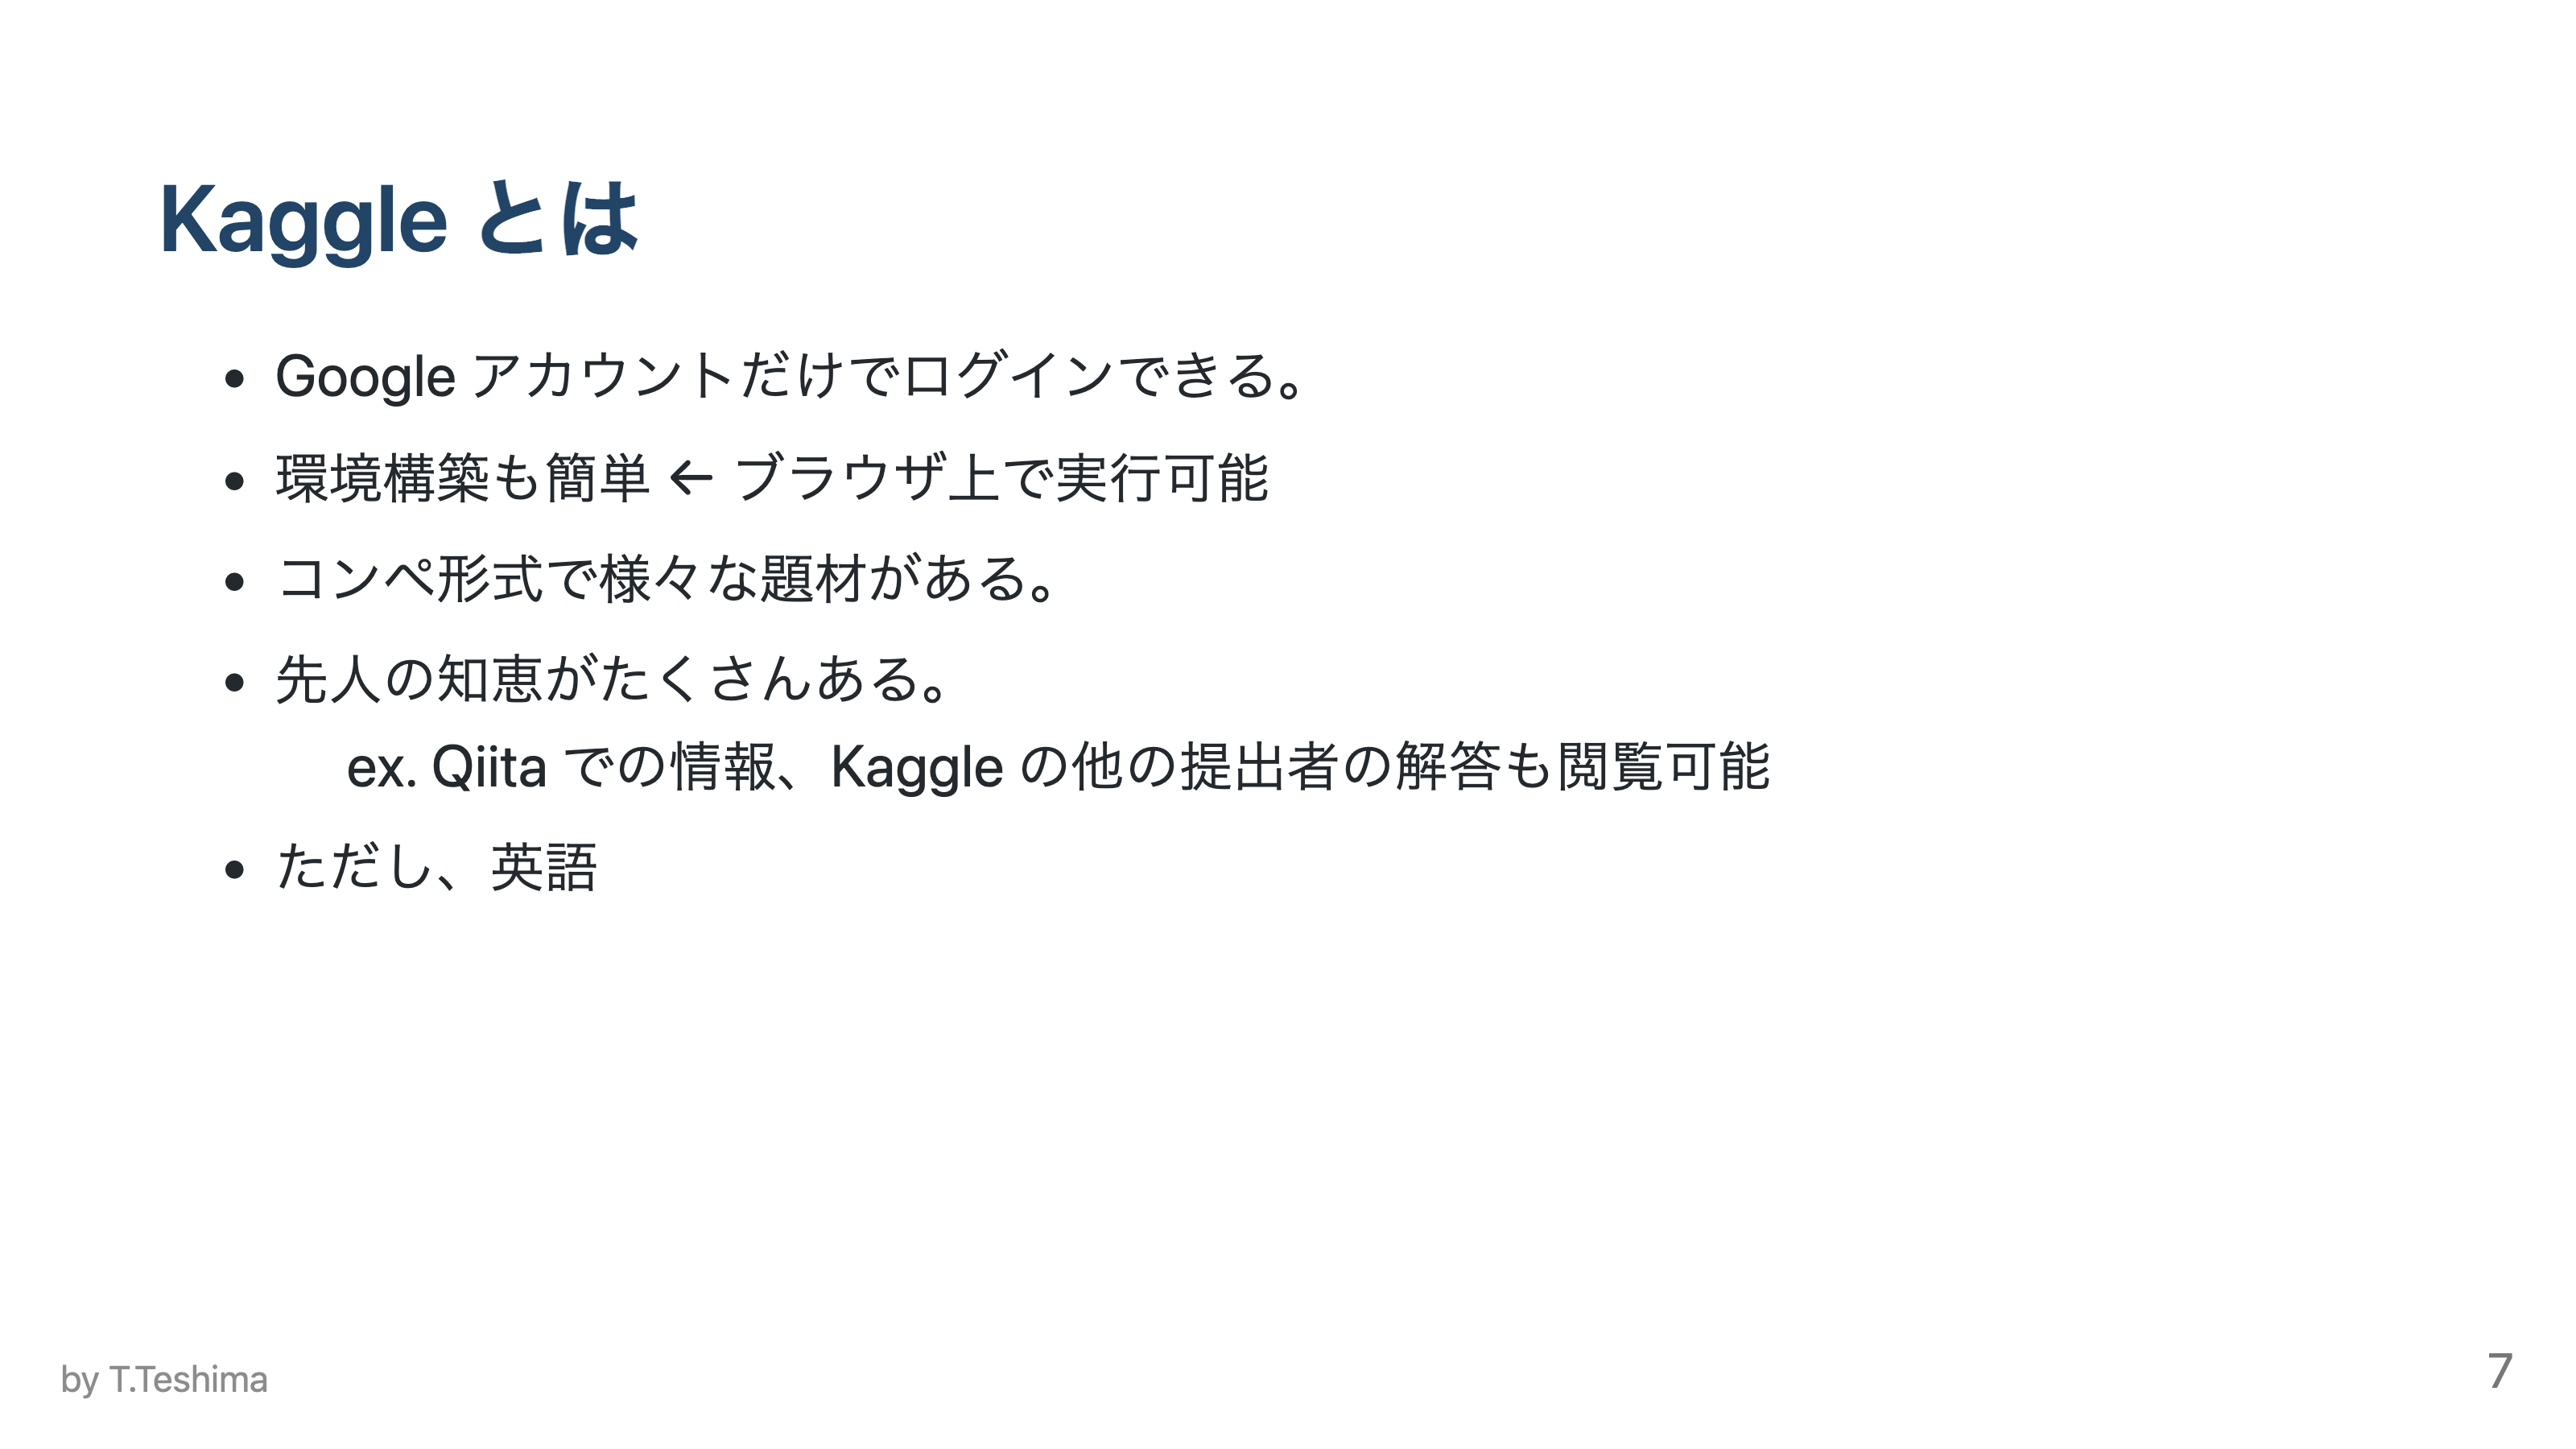 Kaggle とは
• Google アカウントだけでログインできる。
• 環境構築も簡単 ← ブラウザ上で実行可能
• コンペ形式で様々な題材がある。
• 先人の知恵がたくさんある。
ex. Qiita での情報、Kaggle の他の提出者の解答も閲覧可能
• ただし、英語
by T.Teshima
7